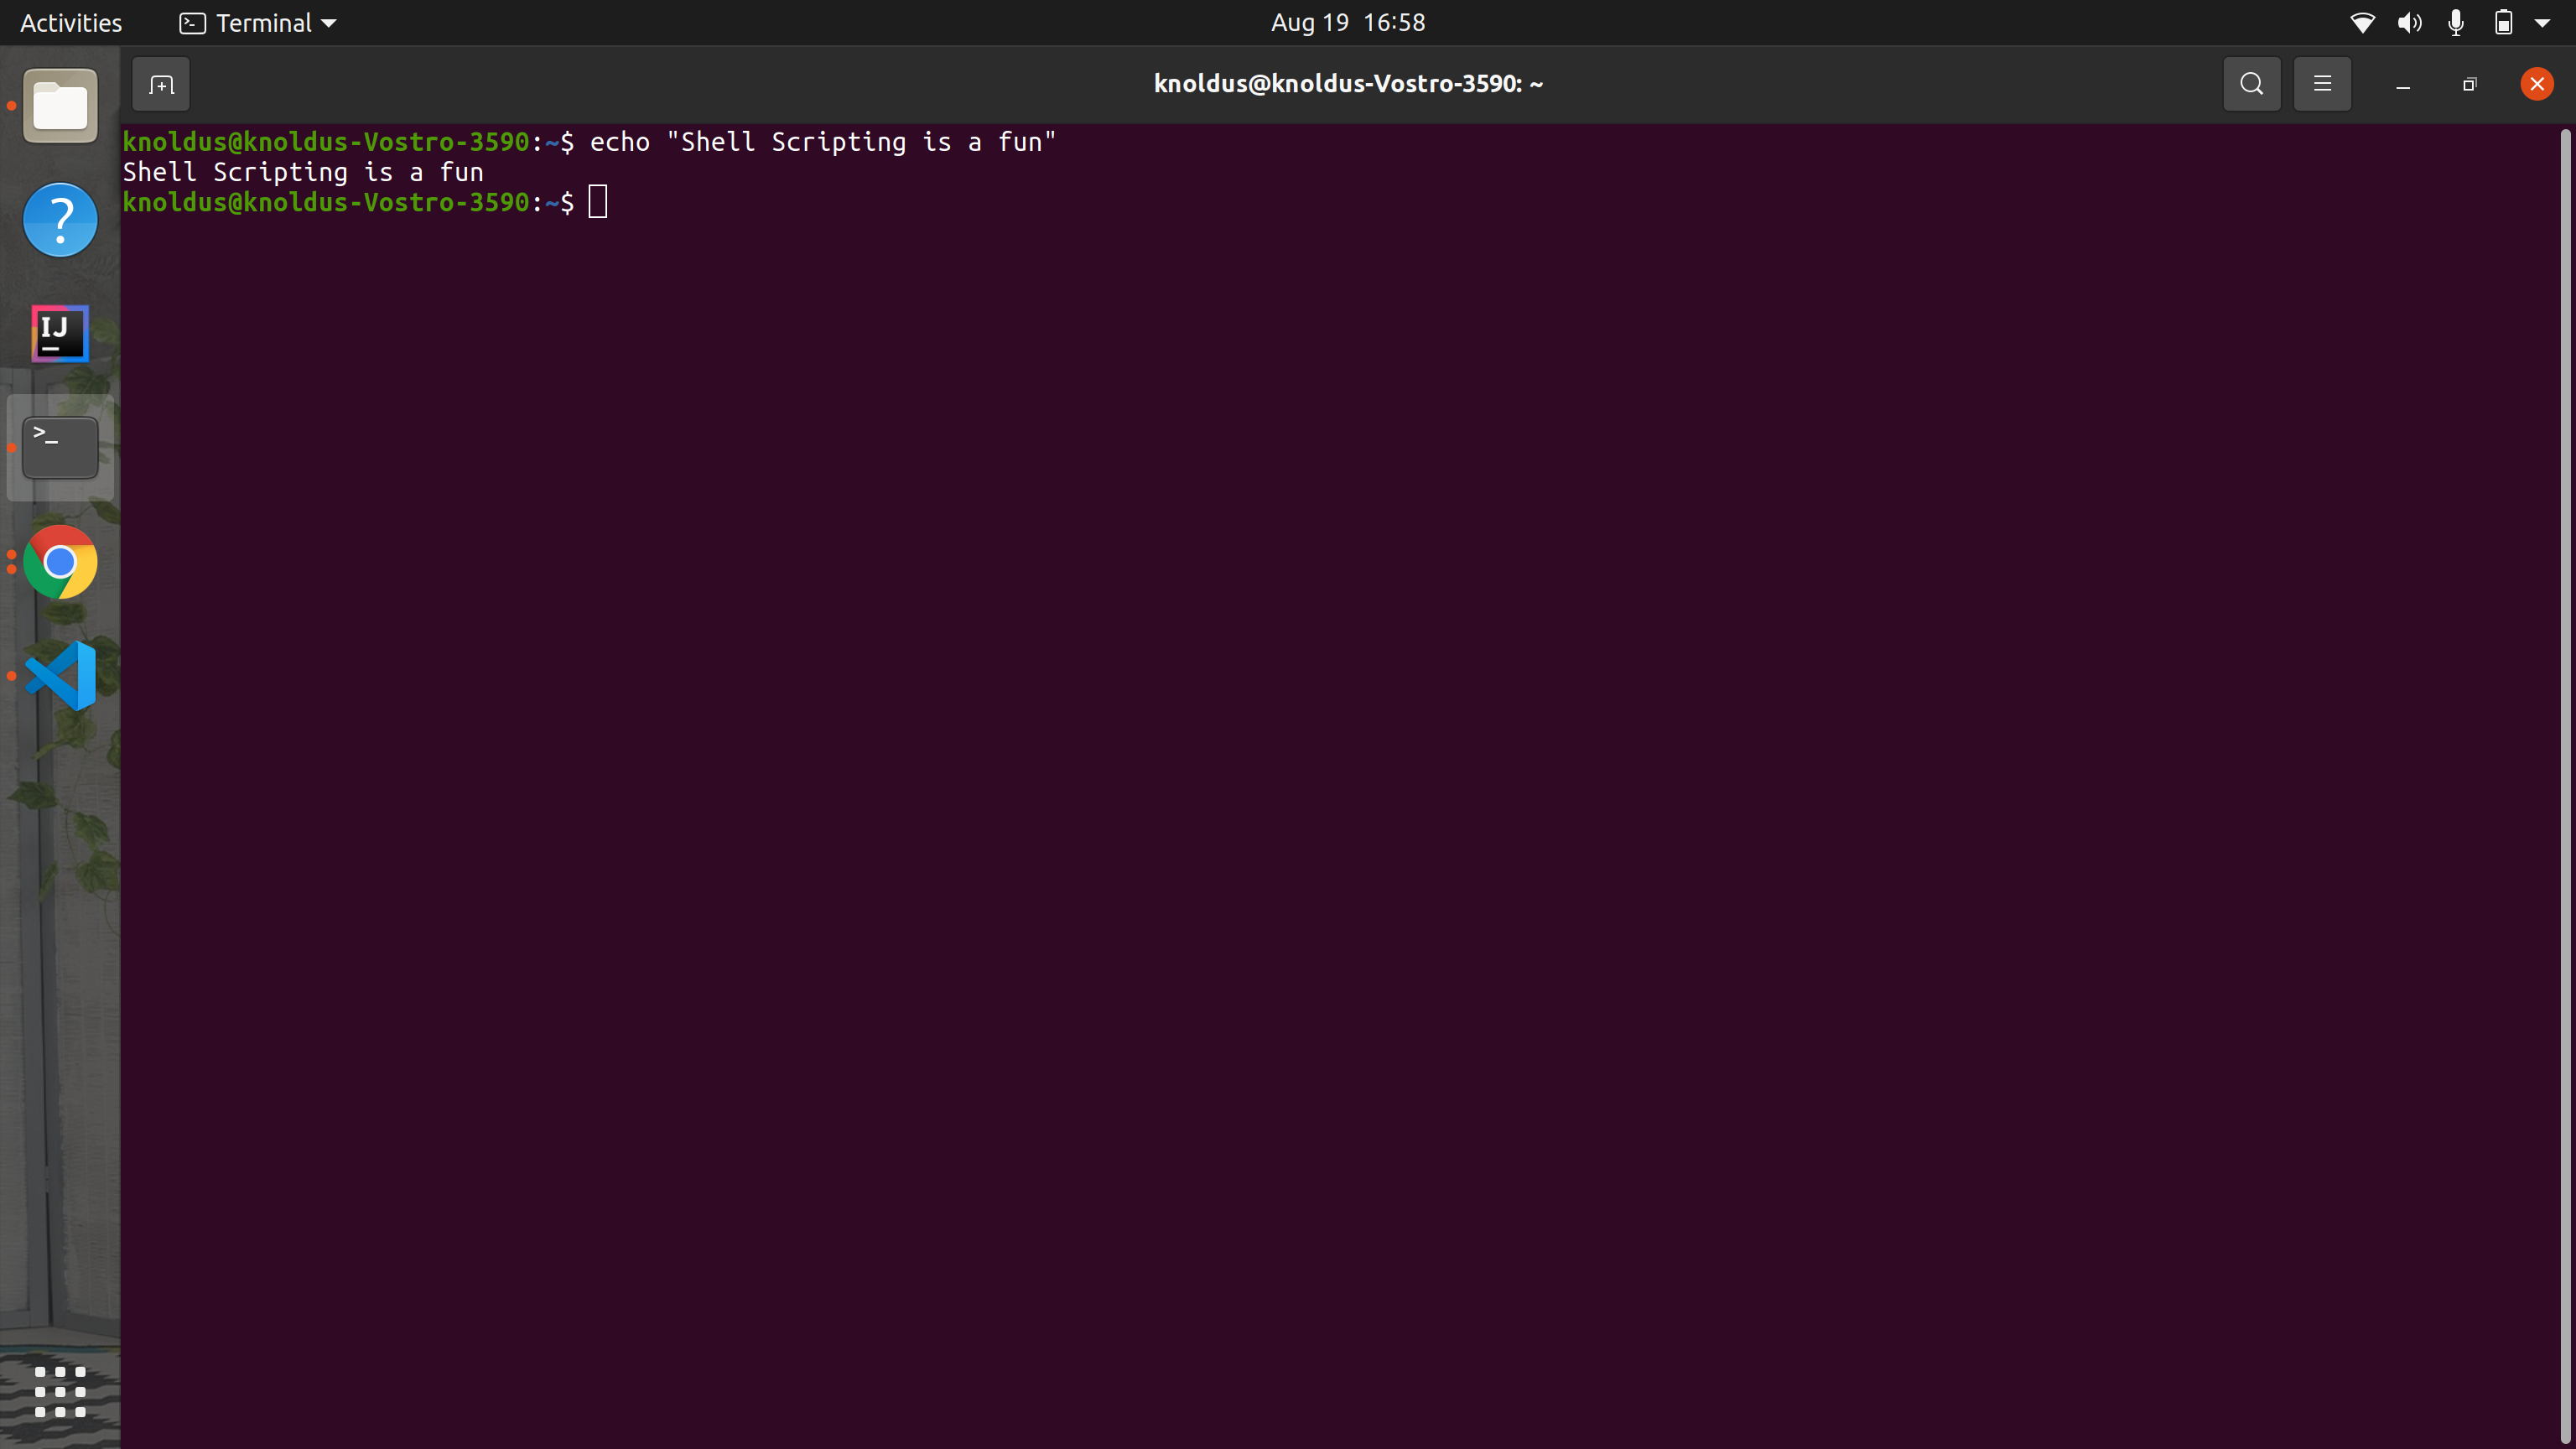 Activities Terminal Aug 19 16:58
knoldus@knoldus-Vostro-3590: ~
knoldus@knoldus-Vostro-3590:~$ echo "Shell Scripting is a fun"
Shell Scripting is a fun
knoldus@knoldus-Vostro-3590:~$
?
IJ
>_